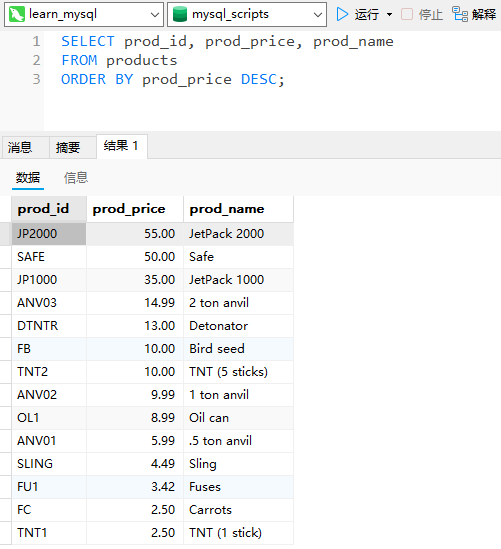 learn_mysql mysql_scripts 运行 停止 解释
1 SELECT prod_id, prod_price, prod_name
2 FROM products
3 ORDER BY prod_price DESC;
消息 摘要 结果 1
数据 信息
prod_id prod_price prod_name
JP2000 55.00 JetPack 2000
SAFE 50.00 Safe
JP1000 35.00 JetPack 1000
ANV03 14.99 2 ton anvil
DTNTR 13.00 Detonator
FB 10.00 Bird seed
TNT2 10.00 TNT (5 sticks)
ANV02 9.99 1 ton anvil
OL1 8.99 Oil can
ANV01 5.99 .5 ton anvil
SLING 4.49 Sling
FU1 3.42 Fuses
FC 2.50 Carrots
TNT1 2.50 TNT (1 stick)